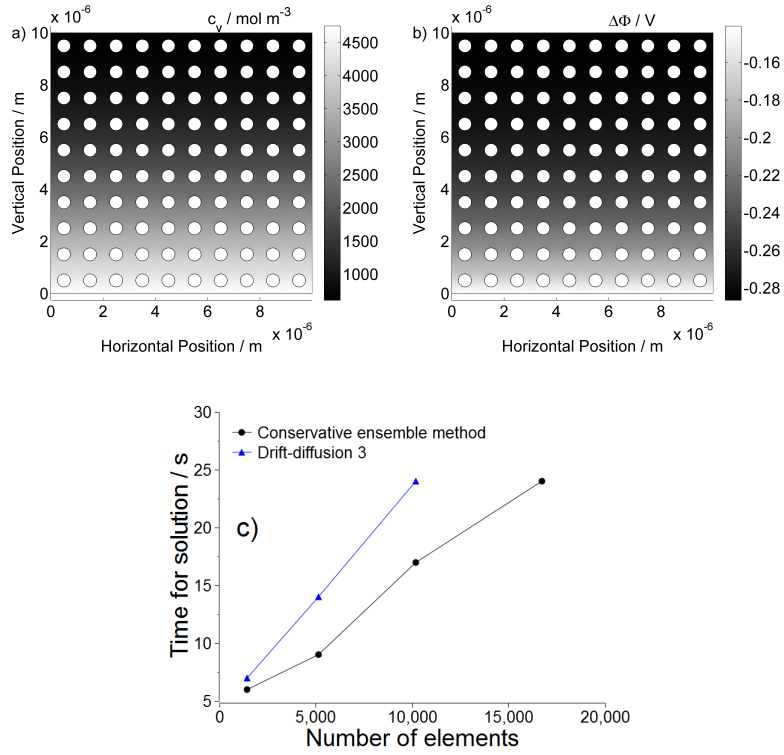 a)
× 10⁻⁶
c_v / mol m⁻³
10
8
6
4
2
0
Vertical Position / m
0 2 4 6 8
× 10⁻⁶
Horizontal Position / m
4500
4000
3500
3000
2500
2000
1500
1000
b)
× 10⁻⁶
ΔΦ / V
10
8
6
4
2
0
Vertical Position / m
0 2 4 6 8
× 10⁻⁶
Horizontal Position / m
-0.16
-0.18
-0.2
-0.22
-0.24
-0.26
-0.28
c)
Conservative ensemble method
Drift-diffusion 3
30
25
20
15
10
5
Time for solution / s
0 5,000 10,000 15,000 20,000
Number of elements